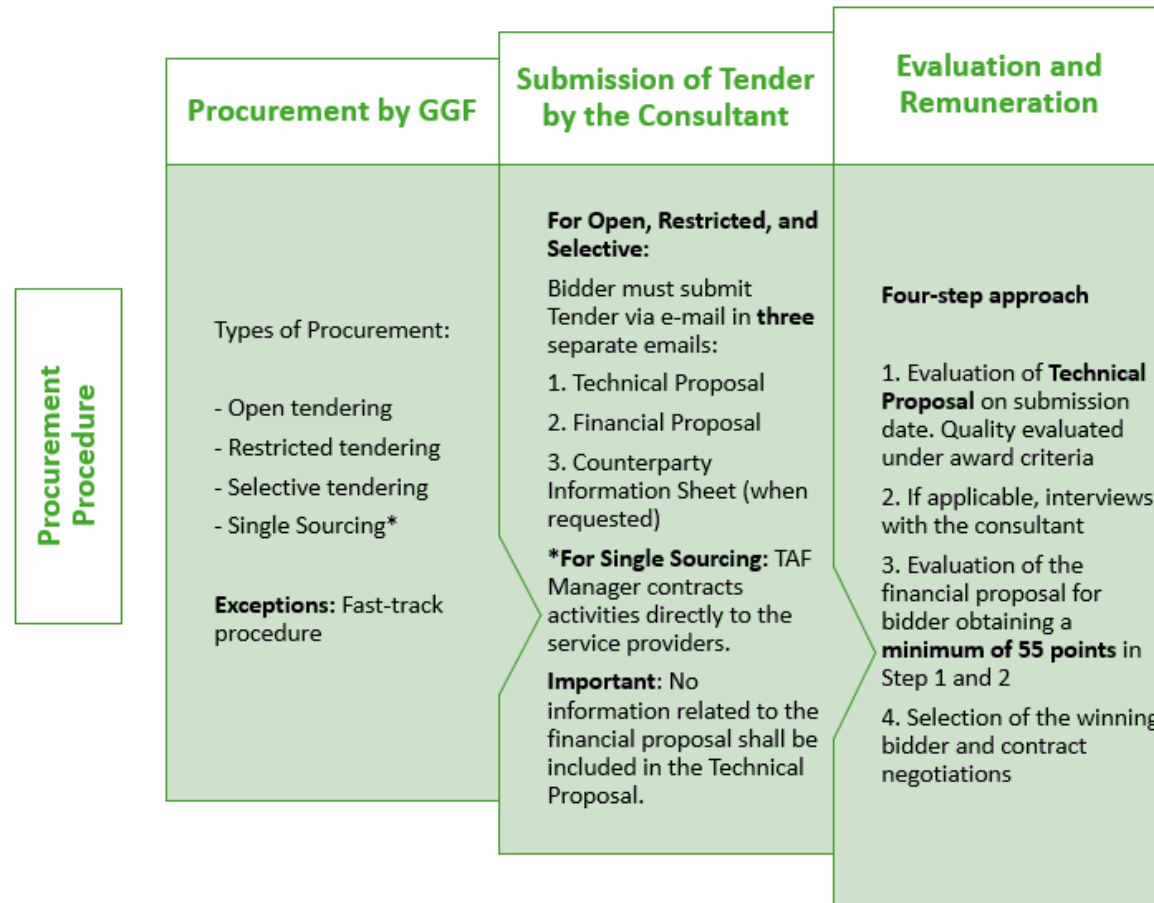 Procurement
Procedure
Procurement by GGF
Types of Procurement:
- Open tendering
- Restricted tendering
- Selective tendering
- Single Sourcing*
Exceptions: Fast-track
procedure
Submission of Tender
by the Consultant
For Open, Restricted, and
Selective:
Bidder must submit
Tender via e-mail in three
separate emails:
1. Technical Proposal
2. Financial Proposal
3. Counterparty
Information Sheet (when
requested)
*For Single Sourcing: TAF
Manager contracts
activities directly to the
service providers.
Important: No
information related to the
financial proposal shall be
included in the Technical
Proposal.
Evaluation and
Remuneration
Four-step approach
1. Evaluation of Technical
Proposal on submission
date. Quality evaluated
under award criteria
2. If applicable, interviews
with the consultant
3. Evaluation of the
financial proposal for
bidder obtaining a
minimum of 55 points in
Step 1 and 2
4. Selection of the winning
bidder and contract
negotiations